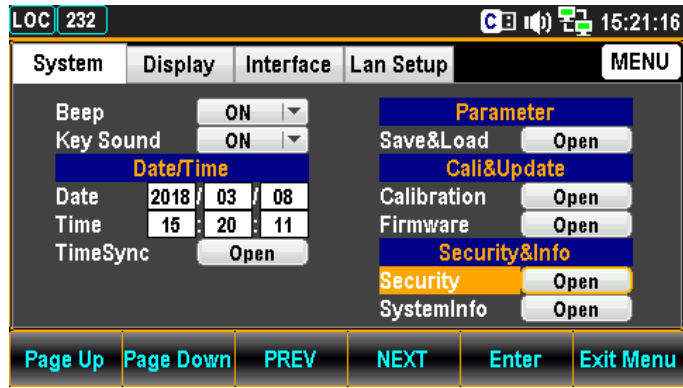 LOC 232 C 15:21:16
System Display Interface Lan Setup MENU
Beep ON
Key Sound ON
Date/Time
Date 2018 / 03 / 08
Time 15 : 20 : 11
TimeSync Open
Parameter
Save&Load Open
Cali&Update
Calibration Open
Firmware Open
Security&Info
Security Open
SystemInfo Open
Page Up Page Down PREV NEXT Enter Exit Menu